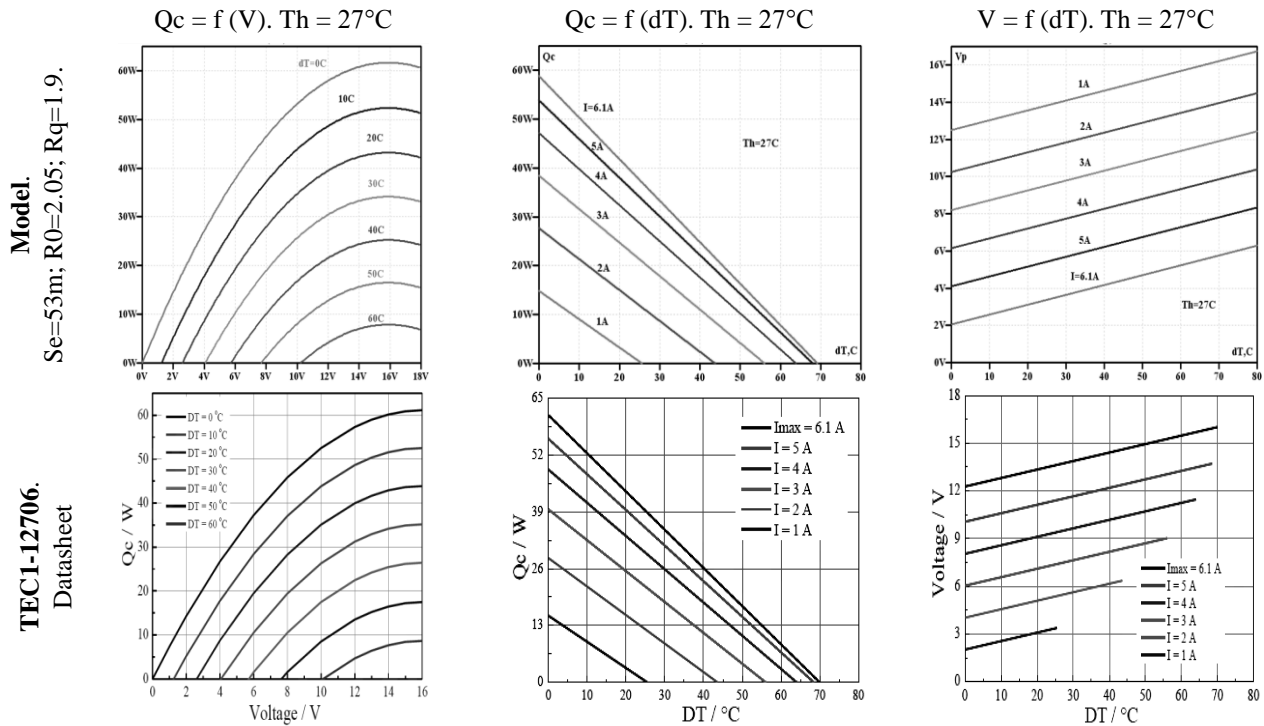 Qc = f (V). Th = 27°C
Qc = f (dT). Th = 27°C
V = f (dT). Th = 27°C
Model.
Se=53m; R0=2.05; Rq=1.9.
60W
50W
40W
30W
20W
10W
0W
dT=0C
10C
20C
30C
40C
50C
60C
0V 2V 4V 6V 8V 10V 12V 14V 16V 18V
Qc
60W
50W
40W
30W
20W
10W
0W
I=6.1A
5A
4A
3A
2A
1A
Th=27C
dT,C
0 10 20 30 40 50 60 70 80
Vp
16V
14V
12V
10V
8V
6V
4V
2V
0V
1A
2A
3A
4A
5A
I=6.1A
Th=27C
dT,C
0 10 20 30 40 50 60 70 80
TEC1-12706.
Datasheet
Qc / W
60
50
40
30
20
10
0
DT = 0 °C
DT = 10 °C
DT = 20 °C
DT = 30 °C
DT = 40 °C
DT = 50 °C
DT = 60 °C
0 2 4 6 8 10 12 14 16
Voltage / V
Qc / W
65
52
39
26
13
0
Imax = 6.1 A
I = 5 A
I = 4 A
I = 3 A
I = 2 A
I = 1 A
0 10 20 30 40 50 60 70 80
DT / °C
Voltage / V
18
15
12
9
6
3
0
Imax = 6.1 A
I = 5 A
I = 4 A
I = 3 A
I = 2 A
I = 1 A
0 10 20 30 40 50 60 70 80
DT / °C